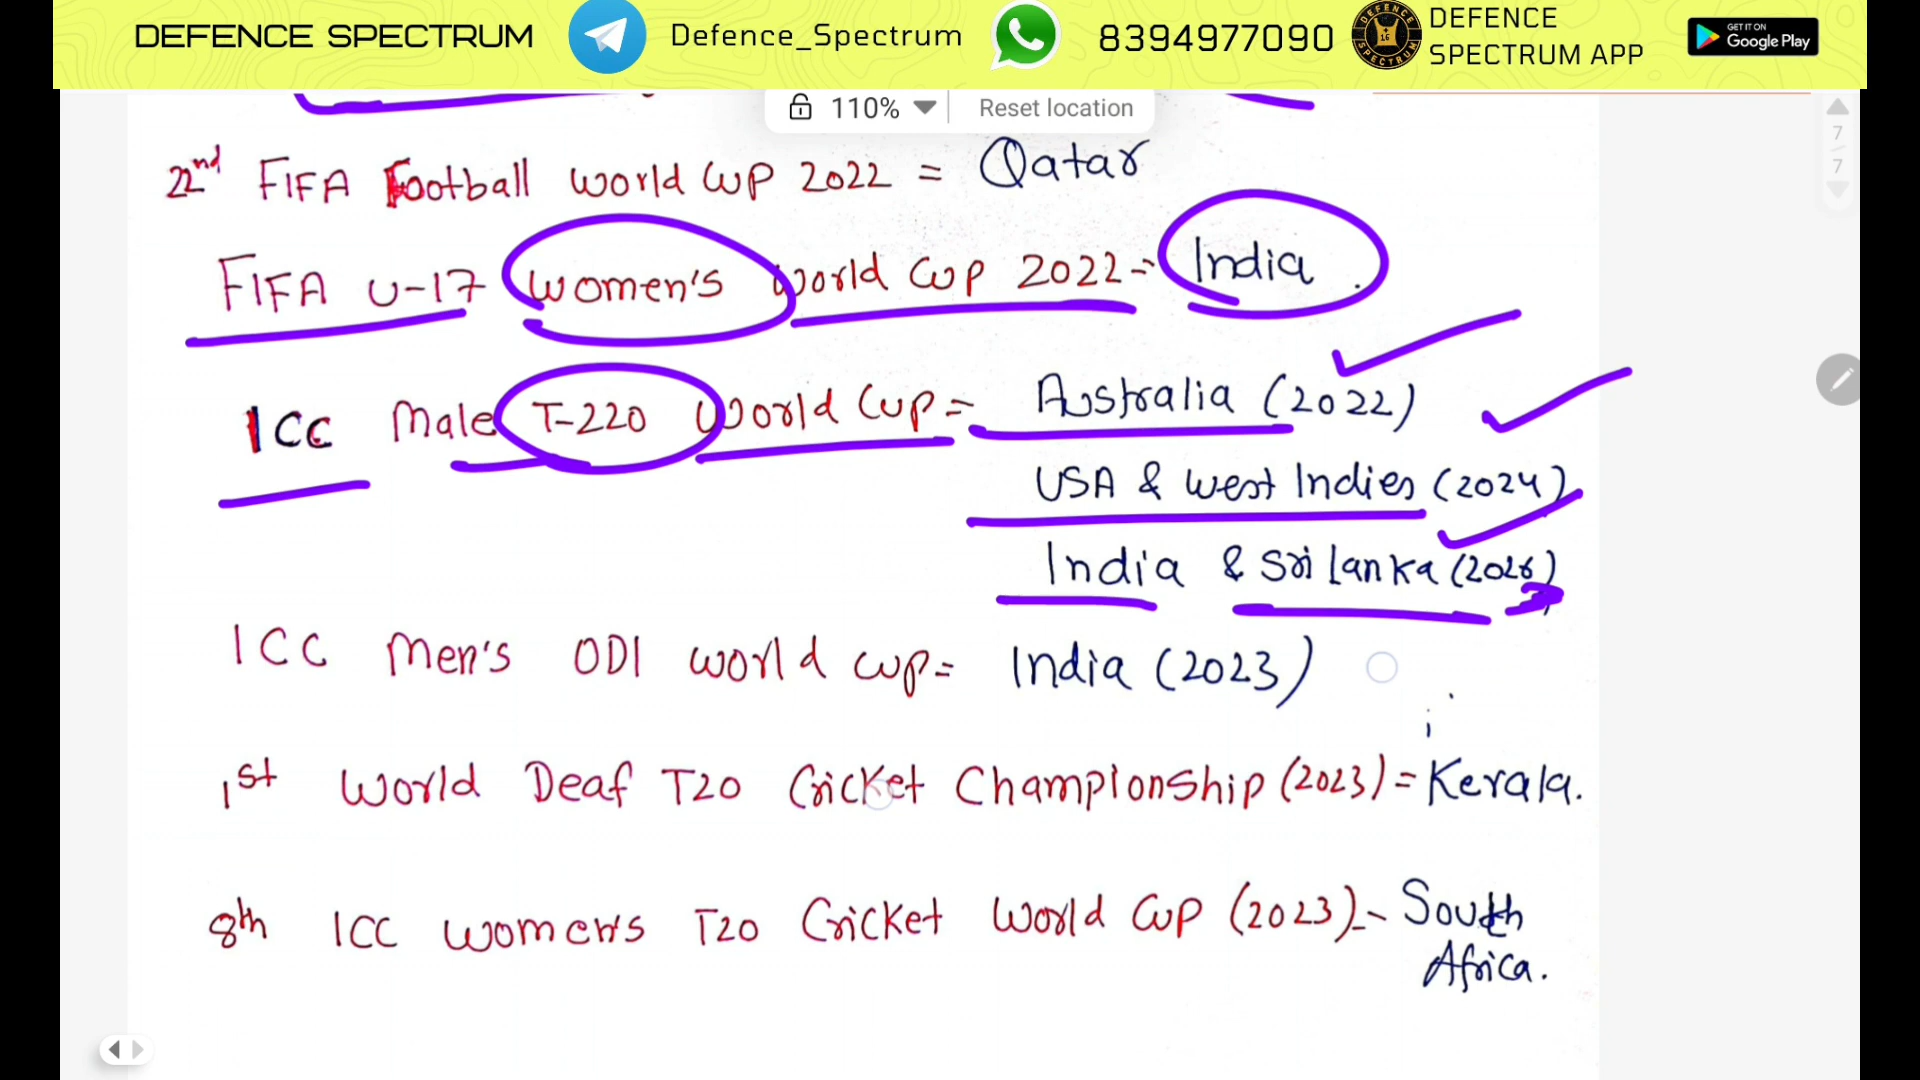 DEFENCE SPECTRUM Defence_Spectrum 8394977090 DEFENCE SPECTRUM APP GET IT ON Google Play
110% Reset location
7
7
22nd FIFA Football World Cup 2022 = Qatar
FIFA U-17 Women's World Cup 2022 = India.
ICC Male T-220 World Cup = Australia (2022)
USA & West Indies (2024)
India & Sri Lanka (2026)
ICC Men's ODI World Cup = India (2023)
1st World Deaf T20 Cricket Championship (2023) = Kerala.
8th ICC Women's T20 Cricket World Cup (2023) - South
Africa.